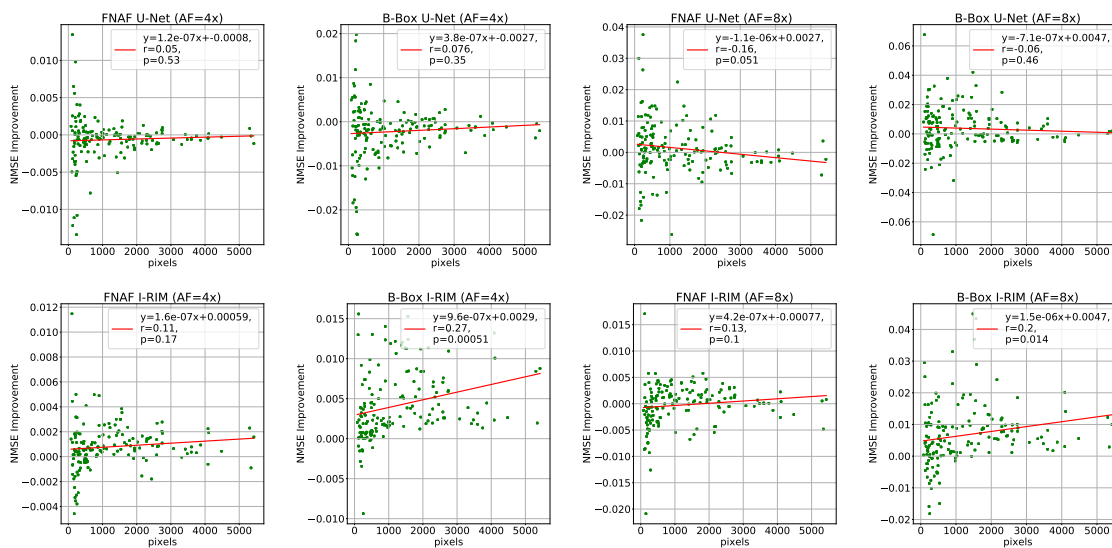 FNAF U-Net (AF=4x)
y=1.2e-07x+-0.0008,
r=0.05,
p=0.53
NMSE Improvement
0.010
0.005
0.000
−0.005
−0.010
0 1000 2000 3000 4000 5000
pixels
B-Box U-Net (AF=4x)
y=3.8e-07x+-0.0027,
r=0.076,
p=0.35
NMSE Improvement
0.02
0.01
0.00
−0.01
−0.02
0 1000 2000 3000 4000 5000
pixels
FNAF U-Net (AF=8x)
y=-1.1e-06x+0.0027,
r=-0.16,
p=0.051
NMSE Improvement
0.04
0.03
0.02
0.01
0.00
−0.01
−0.02
0 1000 2000 3000 4000 5000
pixels
B-Box U-Net (AF=8x)
y=-7.1e-07x+0.0047,
r=-0.06,
p=0.46
NMSE Improvement
0.06
0.04
0.02
0.00
−0.02
−0.04
−0.06
0 1000 2000 3000 4000 5000
pixels
FNAF I-RIM (AF=4x)
y=1.6e-07x+0.00059,
r=0.11,
p=0.17
NMSE Improvement
0.012
0.010
0.008
0.006
0.004
0.002
0.000
−0.002
−0.004
0 1000 2000 3000 4000 5000
pixels
B-Box I-RIM (AF=4x)
y=9.6e-07x+0.0029,
r=0.27,
p=0.00051
NMSE Improvement
0.015
0.010
0.005
0.000
−0.005
−0.010
0 1000 2000 3000 4000 5000
pixels
FNAF I-RIM (AF=8x)
y=4.2e-07x+-0.00077,
r=0.13,
p=0.1
NMSE Improvement
0.015
0.010
0.005
0.000
−0.005
−0.010
−0.015
−0.020
0 1000 2000 3000 4000 5000
pixels
B-Box I-RIM (AF=8x)
y=1.5e-06x+0.0047,
r=0.2,
p=0.014
NMSE Improvement
0.04
0.03
0.02
0.01
0.00
−0.01
−0.02
0 1000 2000 3000 4000 5000
pixels